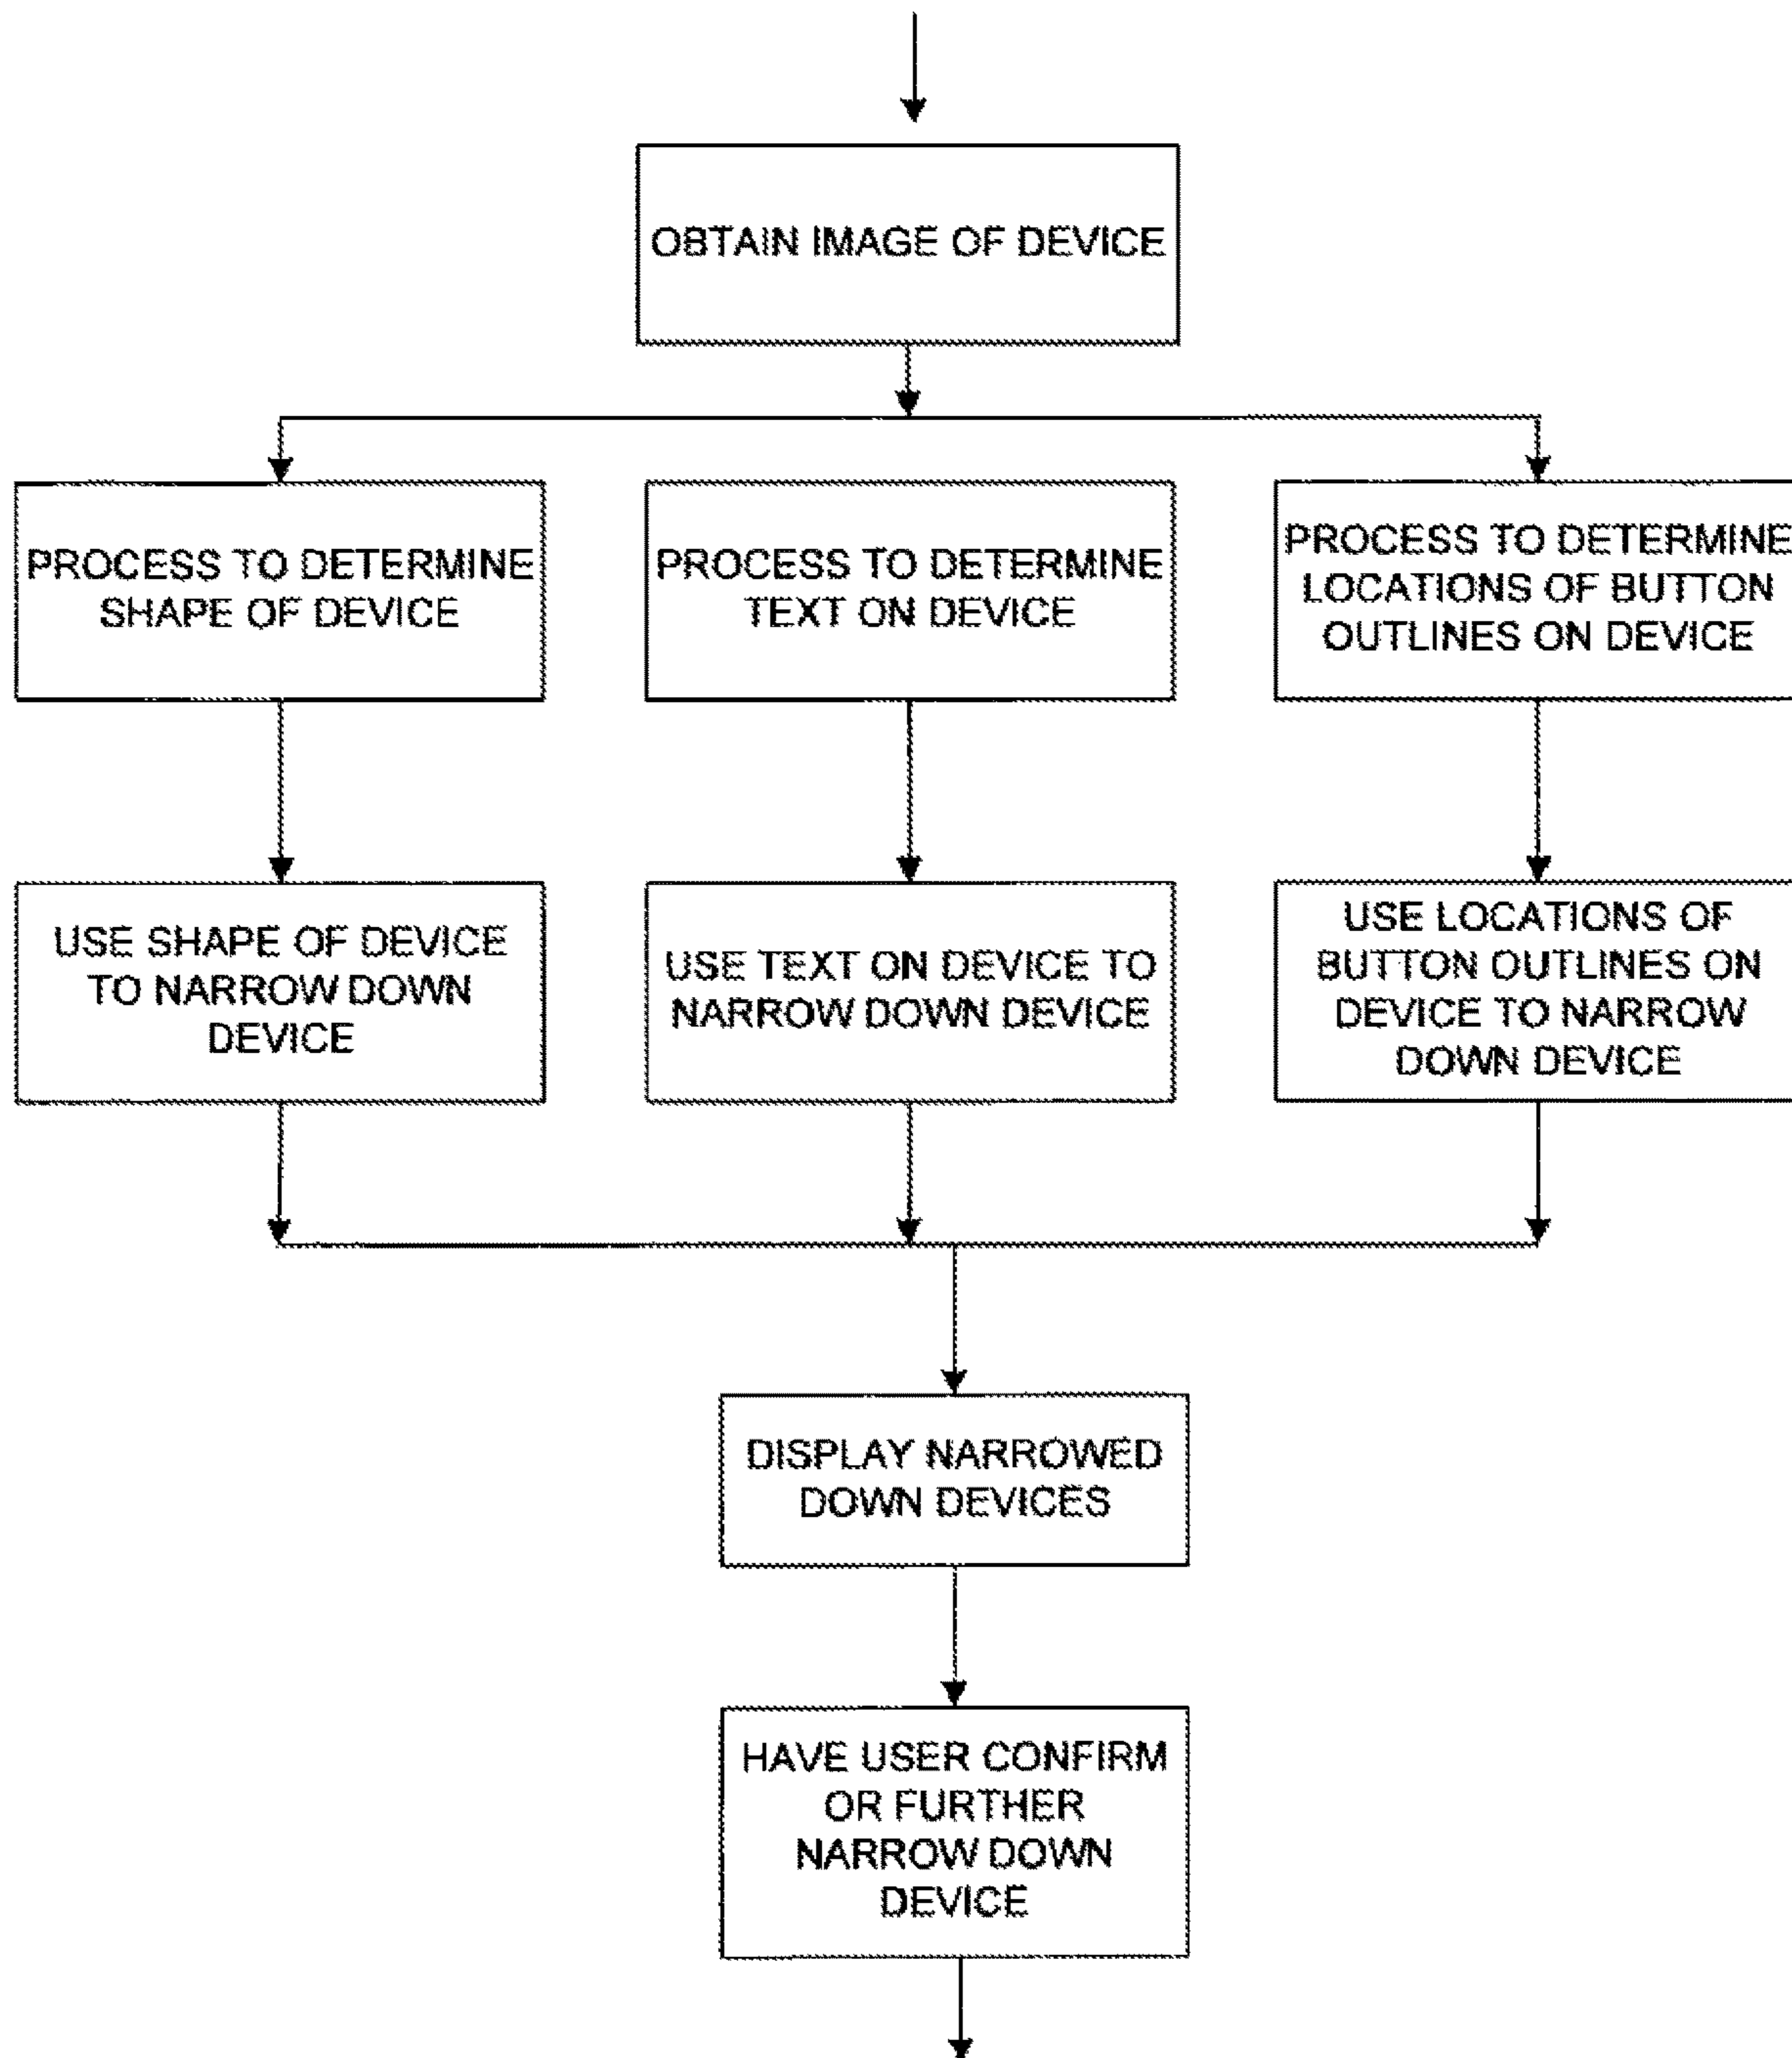 OBTAIN IMAGE OF DEVICE
PROCESS TO DETERMINE
SHAPE OF DEVICE
PROCESS TO DETERMINE
TEXT ON DEVICE
PROCESS TO DETERMINE
LOCATIONS OF BUTTON
OUTLINES ON DEVICE
USE SHAPE OF DEVICE
TO NARROW DOWN
DEVICE
USE TEXT ON DEVICE TO
NARROW DOWN DEVICE
USE LOCATIONS OF
BUTTON OUTLINES ON
DEVICE TO NARROW
DOWN DEVICE
DISPLAY NARROWED
DOWN DEVICES
HAVE USER CONFIRM
OR FURTHER
NARROW DOWN
DEVICE